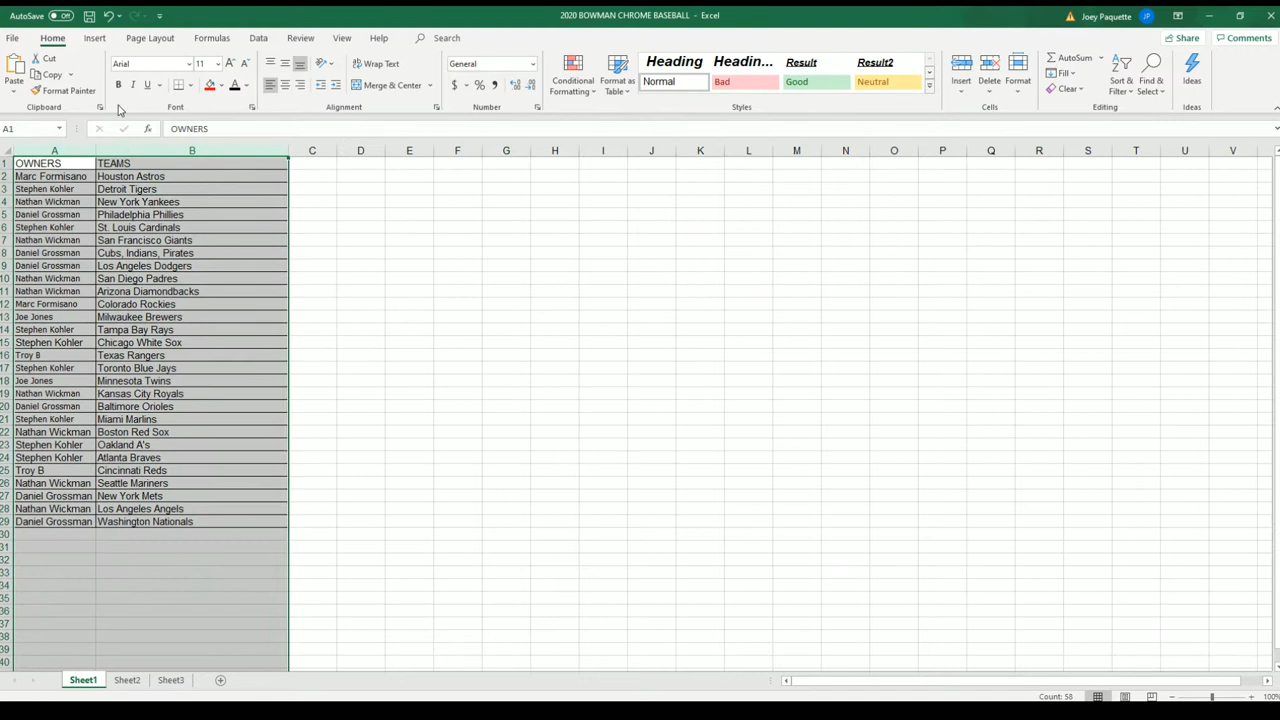 AutoSave Off
2020 BOWMAN CHROME BASEBALL - Excel
Joey Paquette JP
File Home Insert Page Layout Formulas Data Review View Help Search
Share Comments
Cut
Copy
Format Painter
Paste
Clipboard
Arial 11
B I U
Font
Wrap Text
Merge & Center
Alignment
General
$ % ,
Number
Conditional Formatting
Format as Table
Heading Headin... Result Result2
Normal Bad Good Neutral
Styles
Insert Delete Format
Cells
AutoSum
Fill
Clear
Sort & Filter
Find & Select
Editing
Ideas
Ideas
A1 fx OWNERS
A B C D E F G H I J K L M N O P Q R S T U V
1 OWNERS TEAMS
2 Marc Formisano Houston Astros
3 Stephen Kohler Detroit Tigers
4 Nathan Wickman New York Yankees
5 Daniel Grossman Philadelphia Phillies
6 Stephen Kohler St. Louis Cardinals
7 Nathan Wickman San Francisco Giants
8 Daniel Grossman Cubs, Indians, Pirates
9 Daniel Grossman Los Angeles Dodgers
10 Nathan Wickman San Diego Padres
11 Nathan Wickman Arizona Diamondbacks
12 Marc Formisano Colorado Rockies
13 Joe Jones Milwaukee Brewers
14 Stephen Kohler Tampa Bay Rays
15 Stephen Kohler Chicago White Sox
16 Troy B Texas Rangers
17 Stephen Kohler Toronto Blue Jays
18 Joe Jones Minnesota Twins
19 Nathan Wickman Kansas City Royals
20 Daniel Grossman Baltimore Orioles
21 Stephen Kohler Miami Marlins
22 Nathan Wickman Boston Red Sox
23 Stephen Kohler Oakland A's
24 Stephen Kohler Atlanta Braves
25 Troy B Cincinnati Reds
26 Nathan Wickman Seattle Mariners
27 Daniel Grossman New York Mets
28 Nathan Wickman Los Angeles Angels
29 Daniel Grossman Washington Nationals
30
31
32
33
34
35
36
37
38
39
40
Sheet1 Sheet2 Sheet3
Count: 58 100%